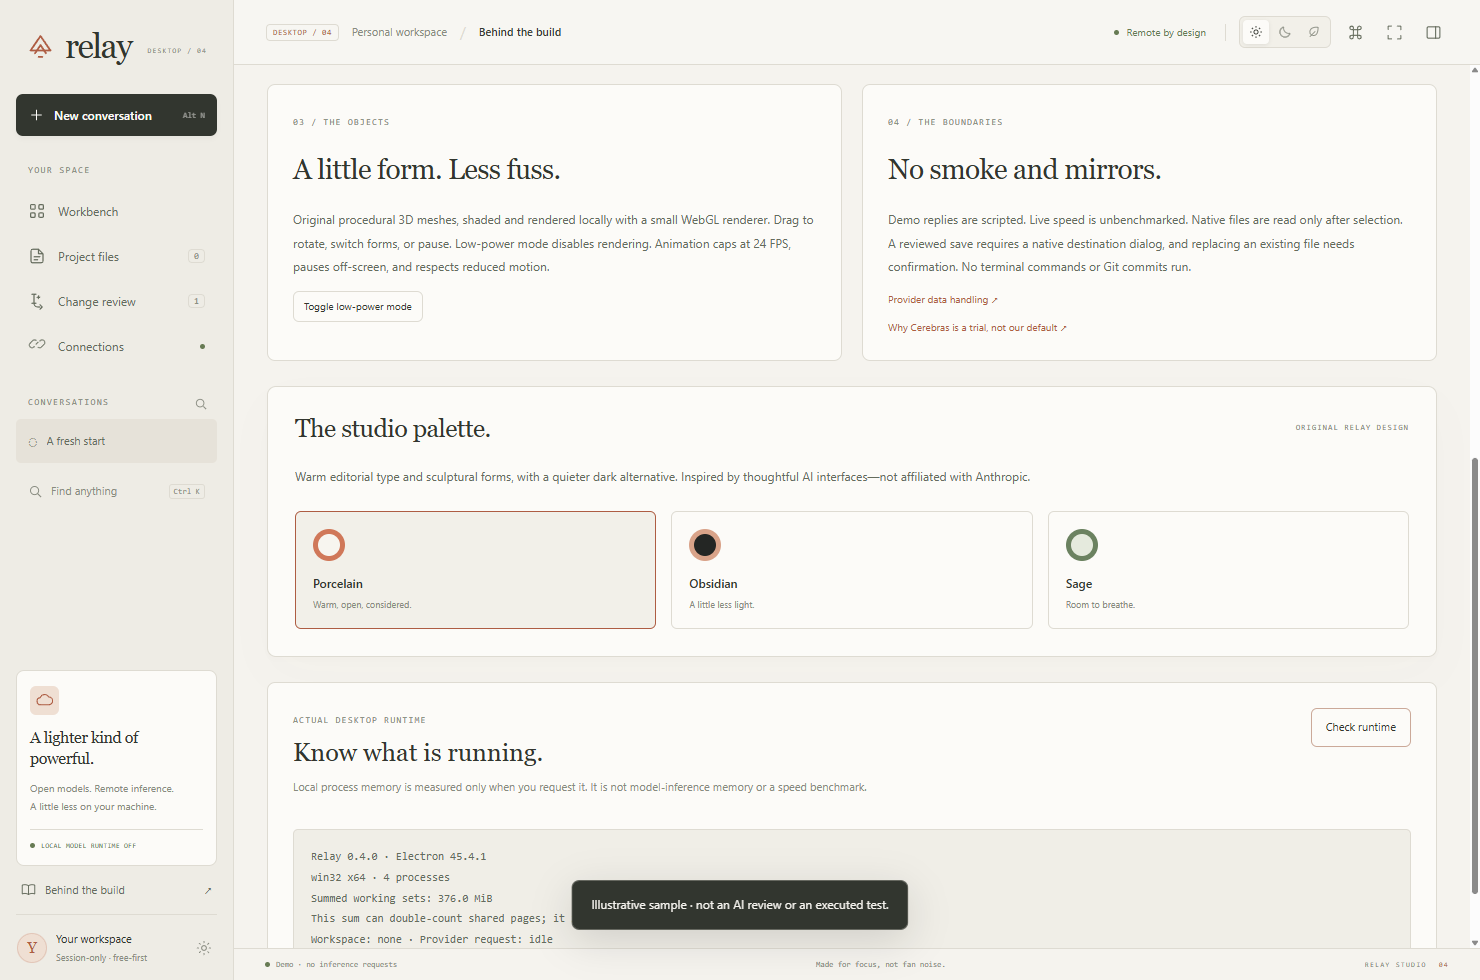 relay DESKTOP / 04
New conversation Alt N
YOUR SPACE
Workbench
Project files 0
Change review 1
Connections
CONVERSATIONS
A fresh start
Find anything Ctrl K
A lighter kind of
powerful.
Open models. Remote inference.
A little less on your machine.
LOCAL MODEL RUNTIME OFF
Behind the build ↗
Y
Your workspace
Session-only · free-first
DESKTOP / 04 Personal workspace / Behind the build
Remote by design
03 / THE OBJECTS
A little form. Less fuss.
Original procedural 3D meshes, shaded and rendered locally with a small WebGL renderer. Drag to
rotate, switch forms, or pause. Low-power mode disables rendering. Animation caps at 24 FPS,
pauses off-screen, and respects reduced motion.
Toggle low-power mode
04 / THE BOUNDARIES
No smoke and mirrors.
Demo replies are scripted. Live speed is unbenchmarked. Native files are read only after selection.
A reviewed save requires a native destination dialog, and replacing an existing file needs
confirmation. No terminal commands or Git commits run.
Provider data handling ↗
Why Cerebras is a trial, not our default ↗
The studio palette.
ORIGINAL RELAY DESIGN
Warm editorial type and sculptural forms, with a quieter dark alternative. Inspired by thoughtful AI interfaces—not affiliated with Anthropic.
Porcelain
Warm, open, considered.
Obsidian
A little less light.
Sage
Room to breathe.
ACTUAL DESKTOP RUNTIME
Know what is running.
Local process memory is measured only when you request it. It is not model-inference memory or a speed benchmark.
Check runtime
Relay 0.4.0 · Electron 45.4.1
win32 x64 · 4 processes
Summed working sets: 376.0 MiB
This sum can double-count shared pages; it
Workspace: none · Provider request: idle
Illustrative sample · not an AI review or an executed test.
Demo · no inference requests
Made for focus, not fan noise.
RELAY STUDIO 04